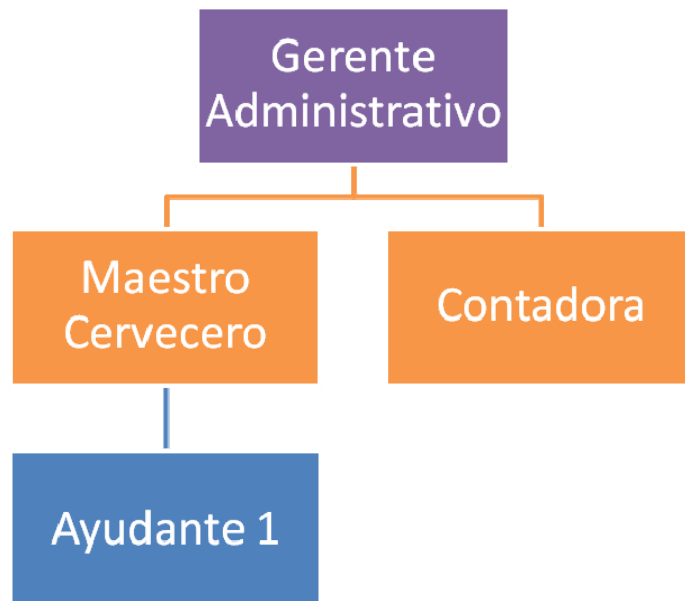 Gerente
Administrativo
Maestro
Cervecero
Contadora
Ayudante 1